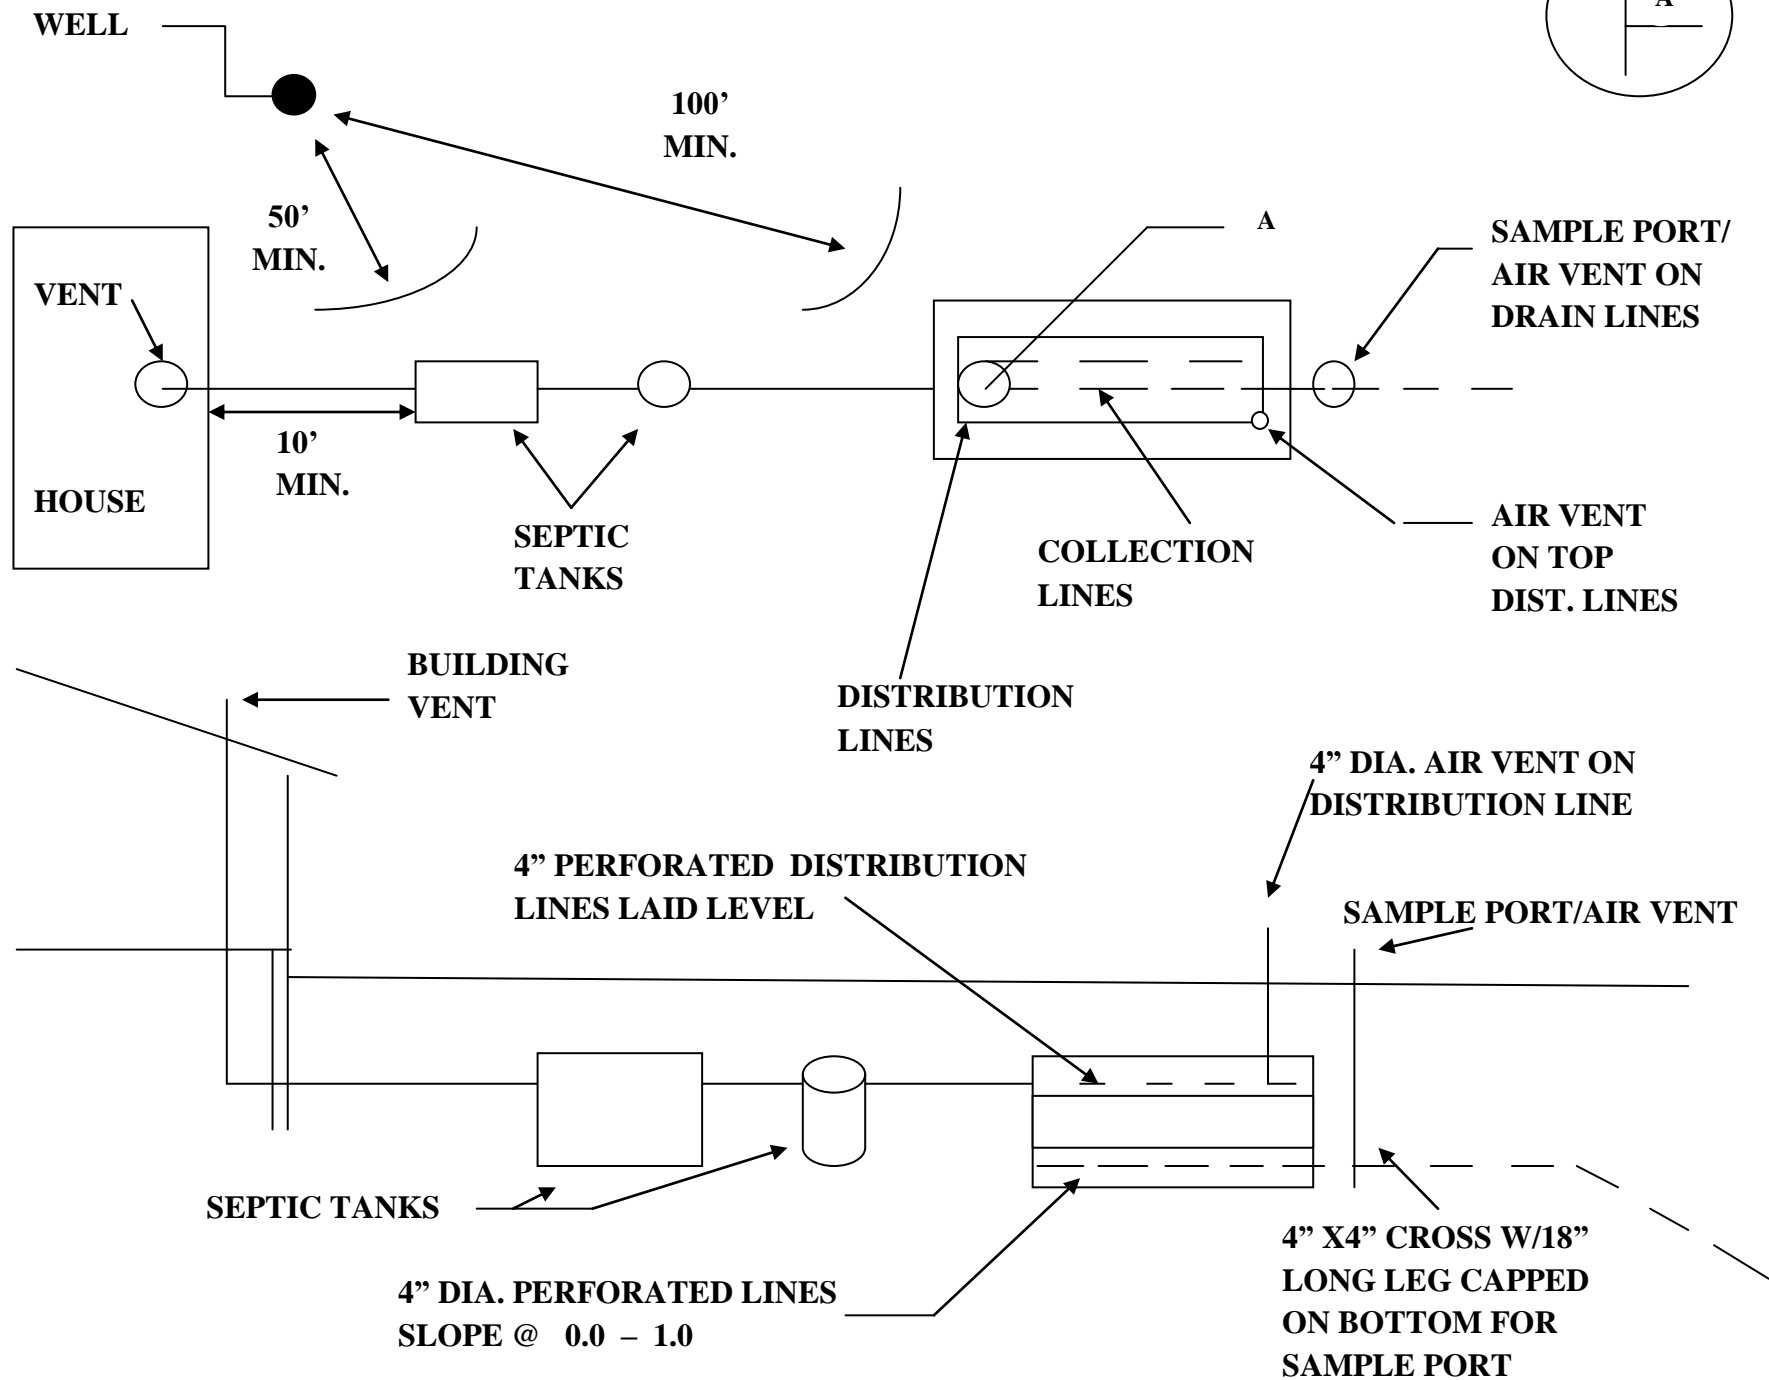 WELL
A
100’
MIN.
50’
MIN.
A
SAMPLE PORT/
AIR VENT ON
DRAIN LINES
VENT
10’
MIN.
HOUSE
SEPTIC
TANKS
COLLECTION
LINES
AIR VENT
ON TOP
DIST. LINES
BUILDING
VENT
DISTRIBUTION
LINES
4” DIA. AIR VENT ON
DISTRIBUTION LINE
4” PERFORATED DISTRIBUTION
LINES LAID LEVEL
SAMPLE PORT/AIR VENT
SEPTIC TANKS
4” X4” CROSS W/18”
LONG LEG CAPPED
ON BOTTOM FOR
SAMPLE PORT
4” DIA. PERFORATED LINES
SLOPE @ 0.0 – 1.0